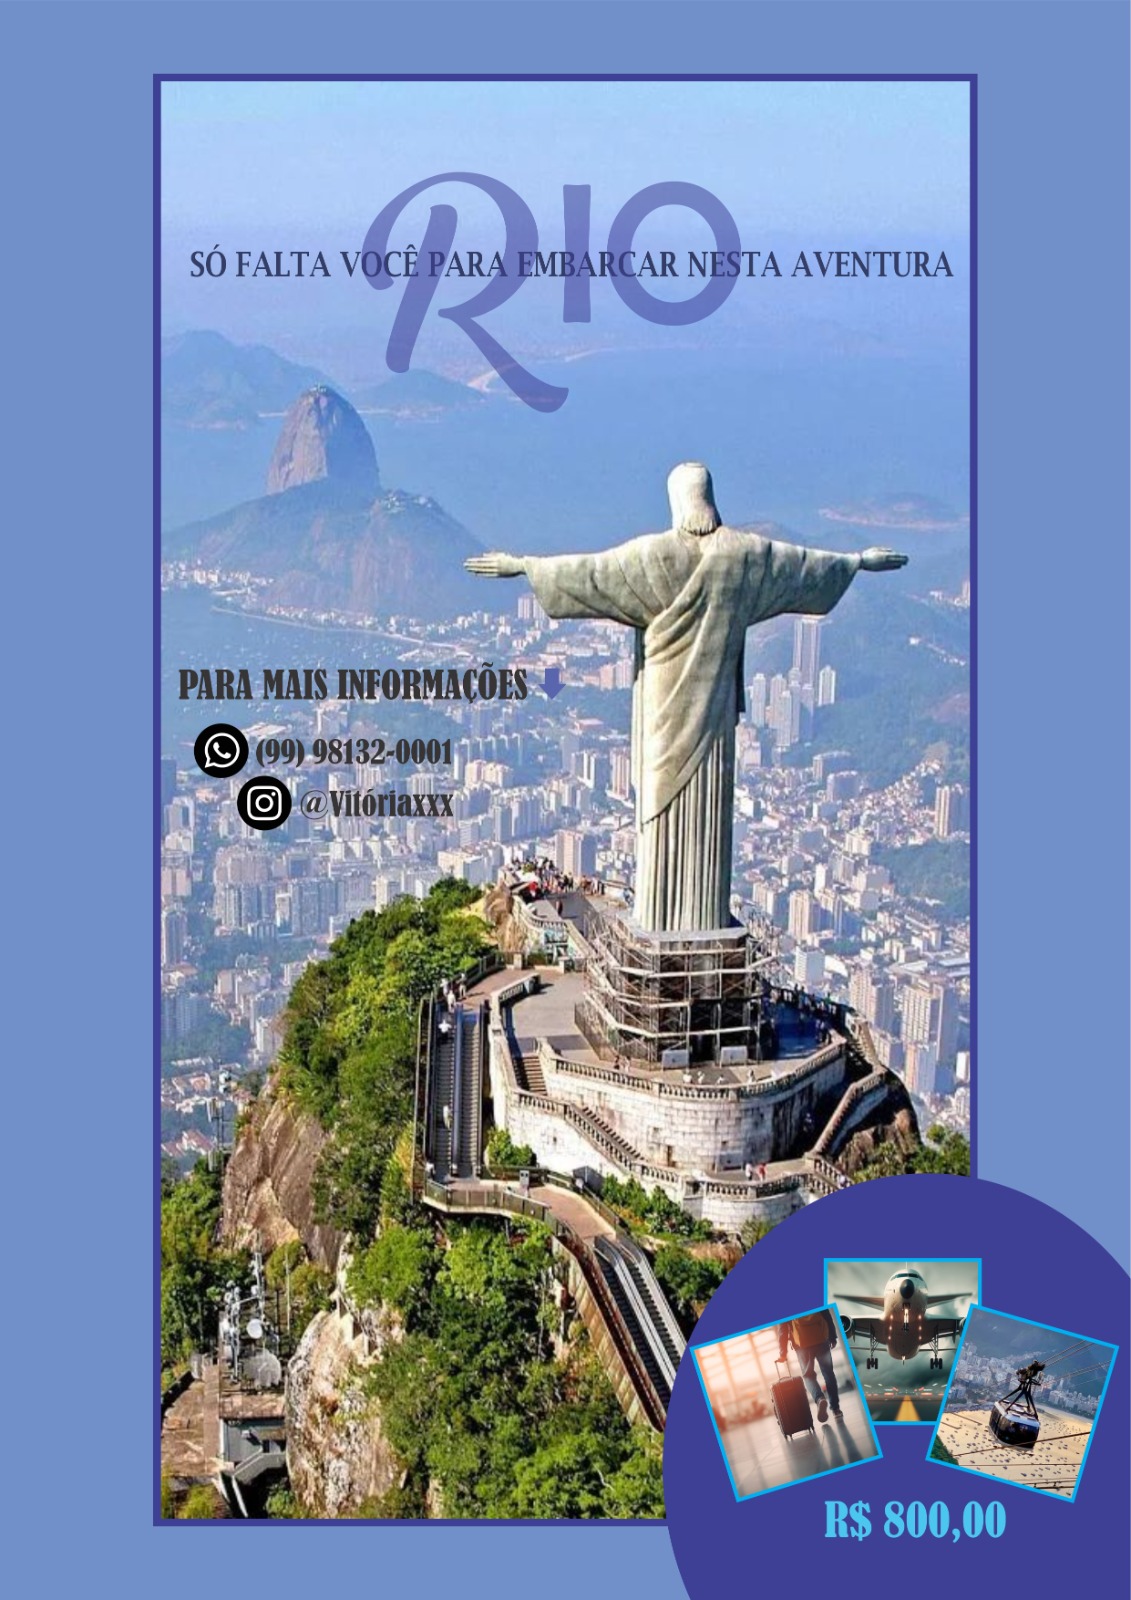 Rio
SÓ FALTA VOCÊ PARA EMBARCAR NESTA AVENTURA
PARA MAIS INFORMAÇÕES
(99) 98132-0001
@Vitóriaxxx
R$ 800,00